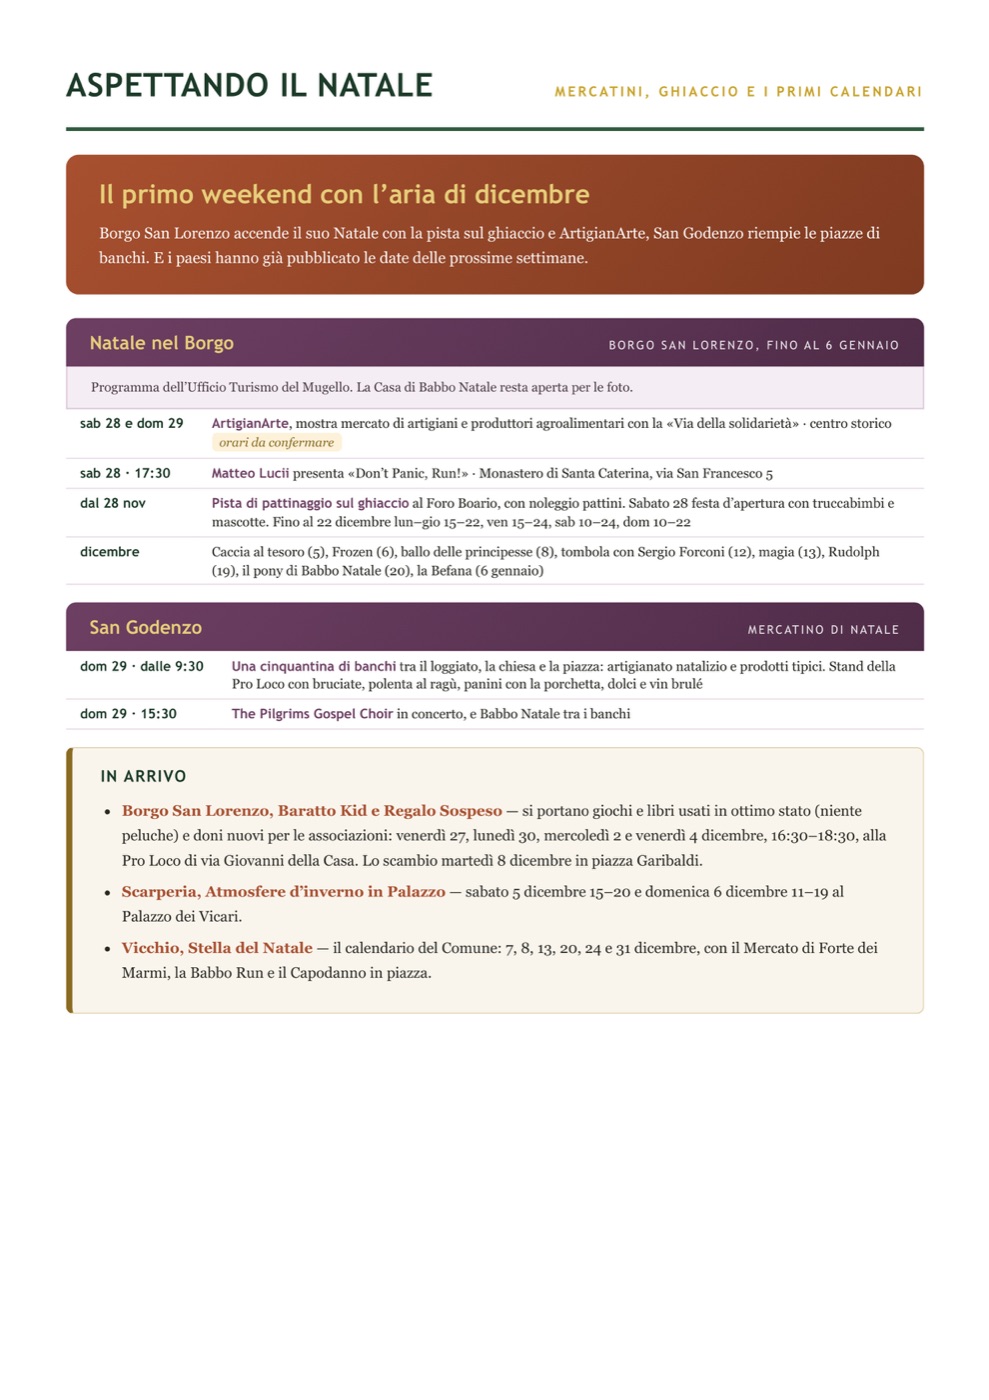 ASPETTANDO IL NATALE
MERCATINI, GHIACCIO E I PRIMI CALENDARI
Il primo weekend con l’aria di dicembre
Borgo San Lorenzo accende il suo Natale con la pista sul ghiaccio e ArtigianArte, San Godenzo riempie le piazze di
banchi. E i paesi hanno già pubblicato le date delle prossime settimane.
Natale nel Borgo
BORGO SAN LORENZO, FINO AL 6 GENNAIO
Programma dell’Ufficio Turismo del Mugello. La Casa di Babbo Natale resta aperta per le foto.
sab 28 e dom 29
ArtigianArte, mostra mercato di artigiani e produttori agroalimentari con la «Via della solidarietà» · centro storico
orari da confermare
sab 28 · 17:30
Matteo Lucii presenta «Don’t Panic, Run!» · Monastero di Santa Caterina, via San Francesco 5
dal 28 nov
Pista di pattinaggio sul ghiaccio al Foro Boario, con noleggio pattini. Sabato 28 festa d’apertura con truccabimbi e
mascotte. Fino al 22 dicembre lun–gio 15–22, ven 15–24, sab 10–24, dom 10–22
dicembre
Caccia al tesoro (5), Frozen (6), ballo delle principesse (8), tombola con Sergio Forconi (12), magia (13), Rudolph
(19), il pony di Babbo Natale (20), la Befana (6 gennaio)
San Godenzo
MERCATINO DI NATALE
dom 29 · dalle 9:30
Una cinquantina di banchi tra il loggiato, la chiesa e la piazza: artigianato natalizio e prodotti tipici. Stand della
Pro Loco con bruciate, polenta al ragù, panini con la porchetta, dolci e vin brulé
dom 29 · 15:30
The Pilgrims Gospel Choir in concerto, e Babbo Natale tra i banchi
IN ARRIVO
• Borgo San Lorenzo, Baratto Kid e Regalo Sospeso — si portano giochi e libri usati in ottimo stato (niente
peluche) e doni nuovi per le associazioni: venerdì 27, lunedì 30, mercoledì 2 e venerdì 4 dicembre, 16:30–18:30, alla
Pro Loco di via Giovanni della Casa. Lo scambio martedì 8 dicembre in piazza Garibaldi.
• Scarperia, Atmosfere d’inverno in Palazzo — sabato 5 dicembre 15–20 e domenica 6 dicembre 11–19 al
Palazzo dei Vicari.
• Vicchio, Stella del Natale — il calendario del Comune: 7, 8, 13, 20, 24 e 31 dicembre, con il Mercato di Forte dei
Marmi, la Babbo Run e il Capodanno in piazza.